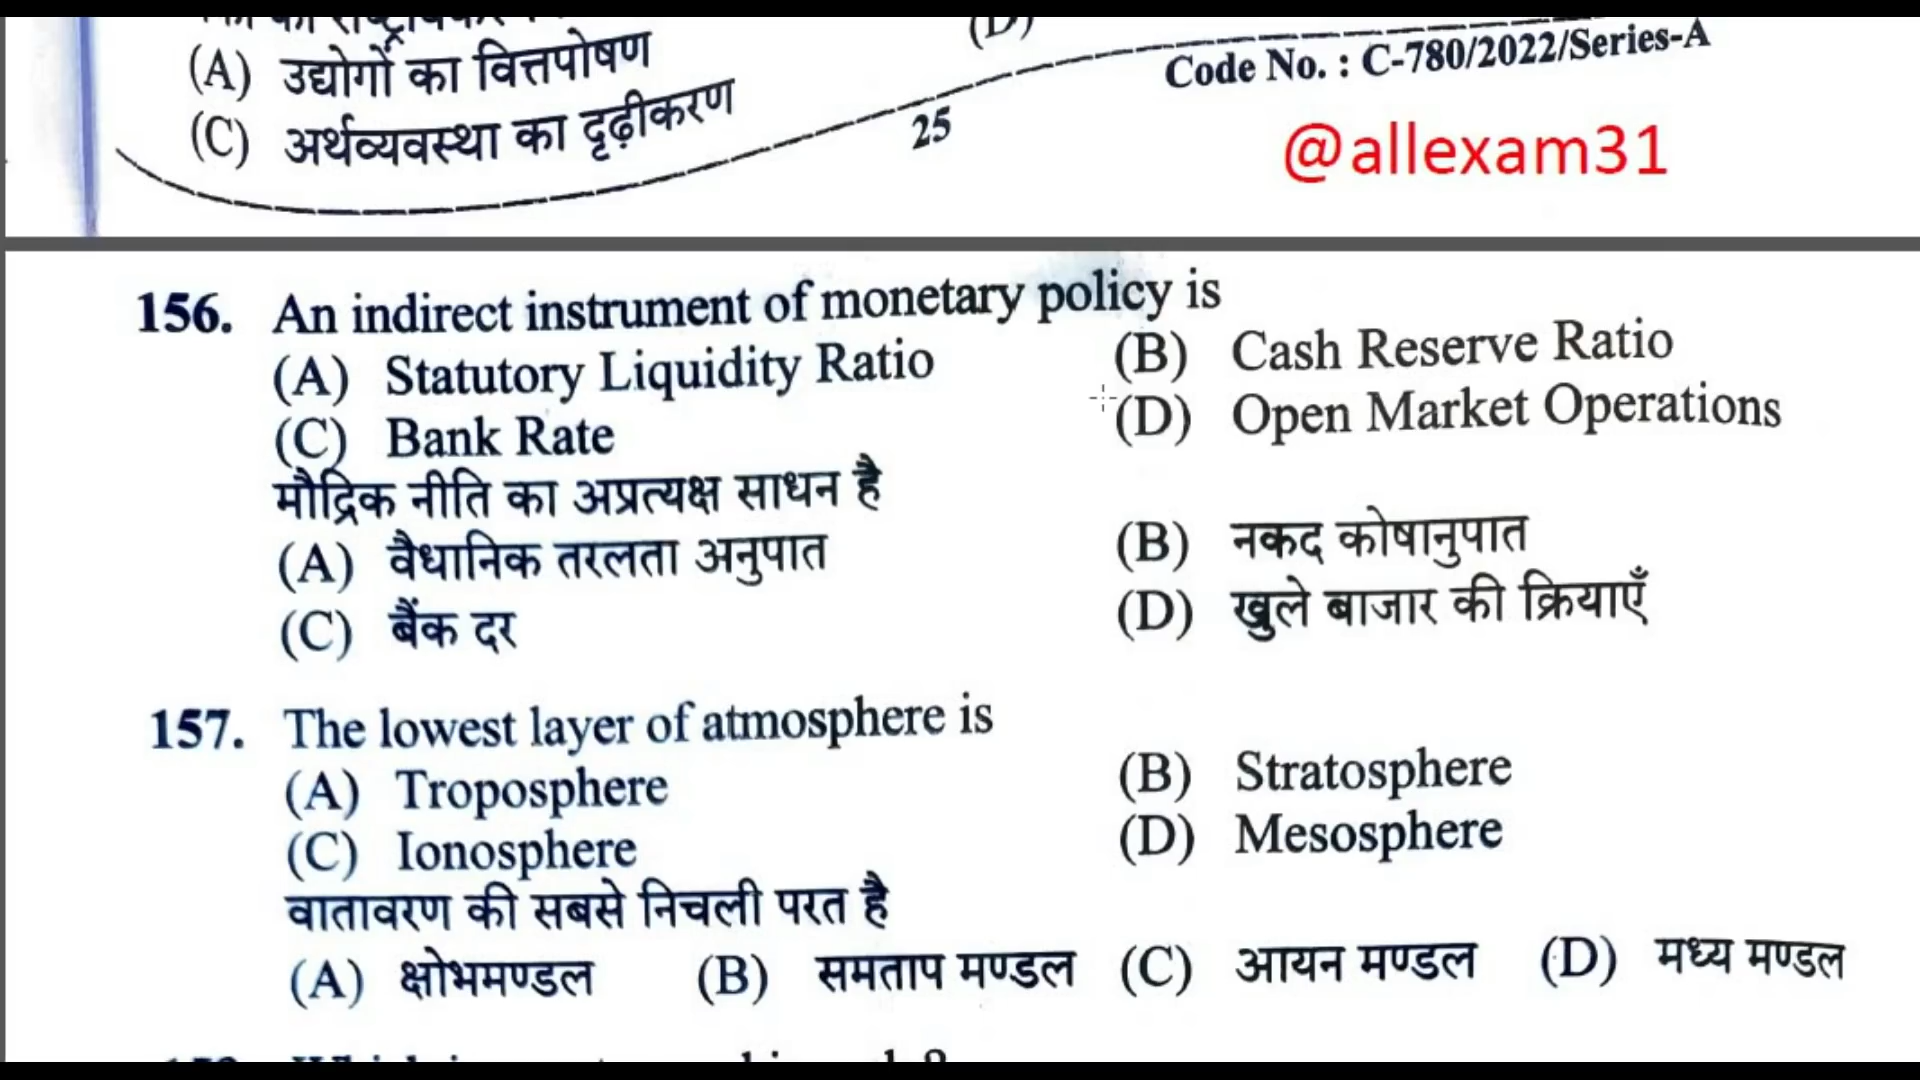 (A) उद्योगों का वित्तपोषण
(D)
(C) अर्थव्यवस्था का दृढ़ीकरण
25
Code No. : C-780/2022/Series-A
@allexam31
156. An indirect instrument of monetary policy is
(A) Statutory Liquidity Ratio (B) Cash Reserve Ratio
(C) Bank Rate (D) Open Market Operations
मौद्रिक नीति का अप्रत्यक्ष साधन है
(A) वैधानिक तरलता अनुपात (B) नकद कोषानुपात
(C) बैंक दर (D) खुले बाजार की क्रियाएँ
157. The lowest layer of atmosphere is
(A) Troposphere (B) Stratosphere
(C) Ionosphere (D) Mesosphere
वातावरण की सबसे निचली परत है
(A) क्षोभमण्डल (B) समताप मण्डल (C) आयन मण्डल (D) मध्य मण्डल